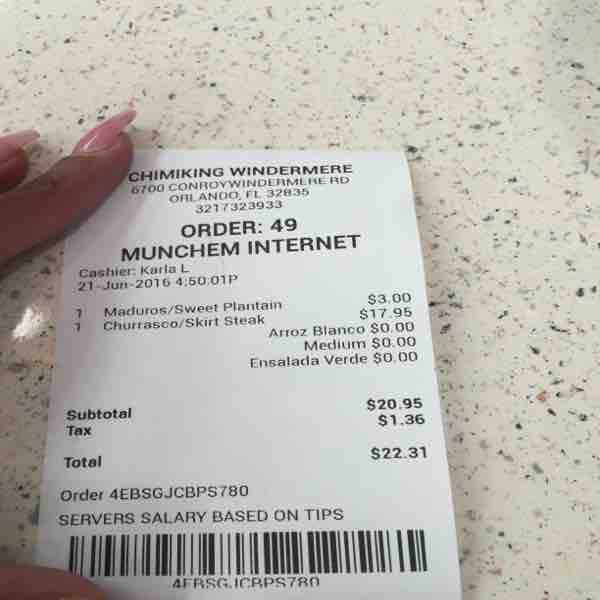 CHIMIKING WINDERMERE
6700 CONROYWINDERMERE RD
ORLANDO, FL 32835
3217323933
ORDER: 49
MUNCHEM INTERNET
Cashier: Karla L
21-Jun-2016 4:50:01P
1 Maduros/Sweet Plantain $3.00
1 Churrasco/Skirt Steak $17.95
Arroz Blanco $0.00
Medium $0.00
Ensalada Verde $0.00
Subtotal $20.95
Tax $1.36
Total $22.31
Order 4EBSGJCBPS780
SERVERS SALARY BASED ON TIPS
4EBSGJCBPS780